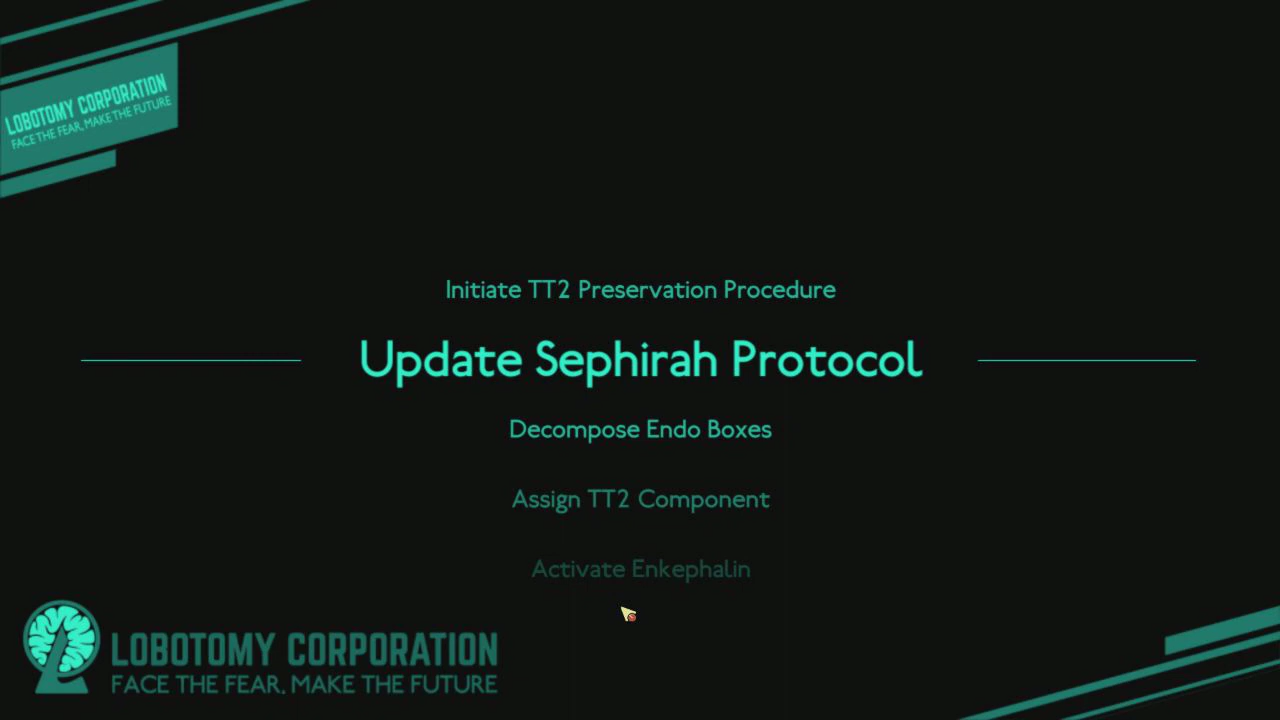 LOBOTOMY CORPORATION
FACE THE FEAR, MAKE THE FUTURE
Initiate TT2 Preservation Procedure
Update Sephirah Protocol
Decompose Endo Boxes
Assign TT2 Component
Activate Enkephalin
LOBOTOMY CORPORATION
FACE THE FEAR, MAKE THE FUTURE